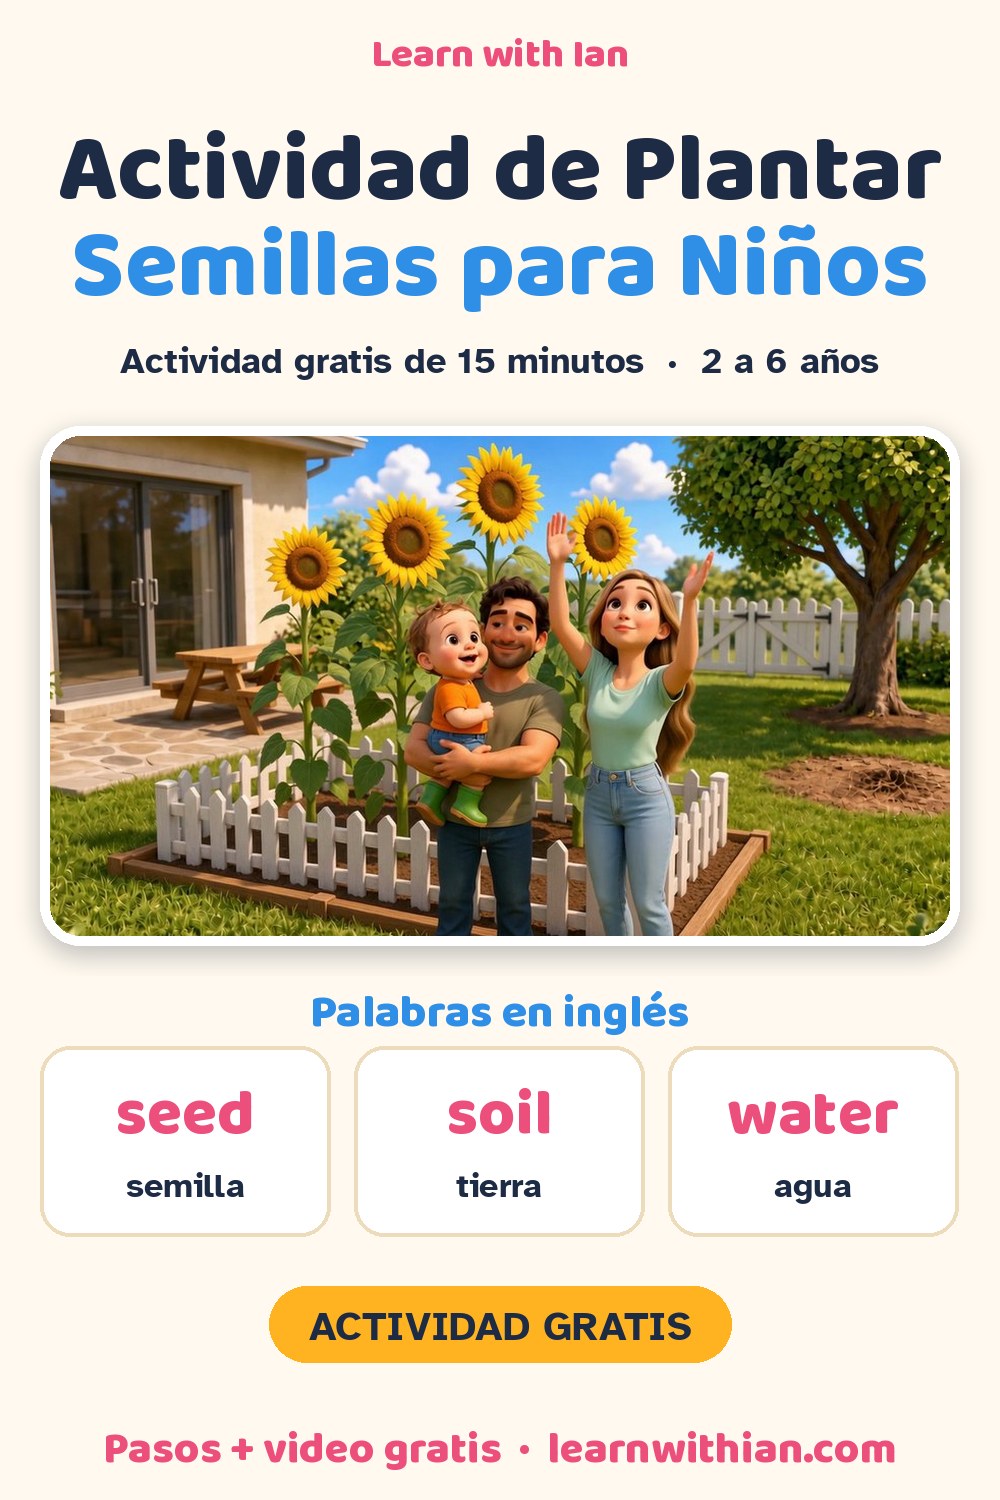 Learn with Ian
Actividad de Plantar
Semillas para Niños
Actividad gratis de 15 minutos · 2 a 6 años
Palabras en inglés
seed
semilla
soil
tierra
water
agua
ACTIVIDAD GRATIS
Pasos + video gratis · learnwithian.com